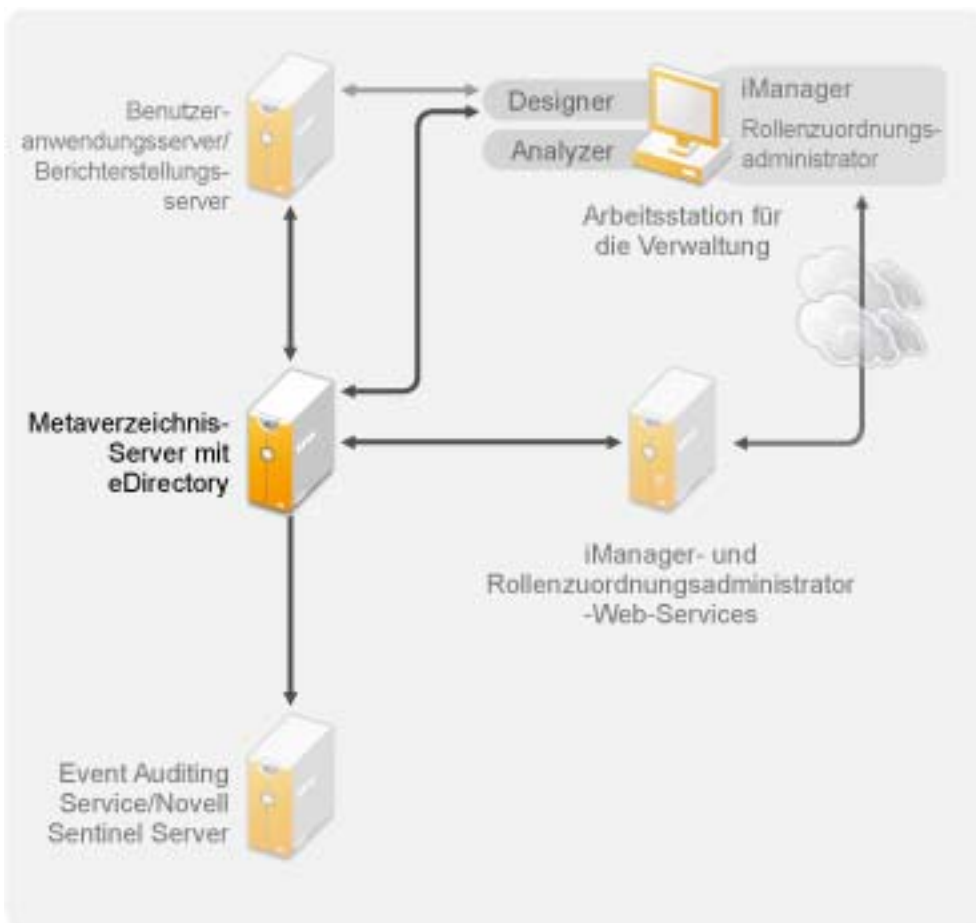 Benutzer-
anwendungsserver/
Berichterstellungs-
server
Designer
Analyzer
iManager
Rollenzuordnungs-
administrator
Arbeitsstation für
die Verwaltung
Metaverzeichnis-
Server mit
eDirectory
iManager- und
Rollenzuordnungsadministrator
-Web-Services
Event Auditing
Service/Novell
Sentinel Server